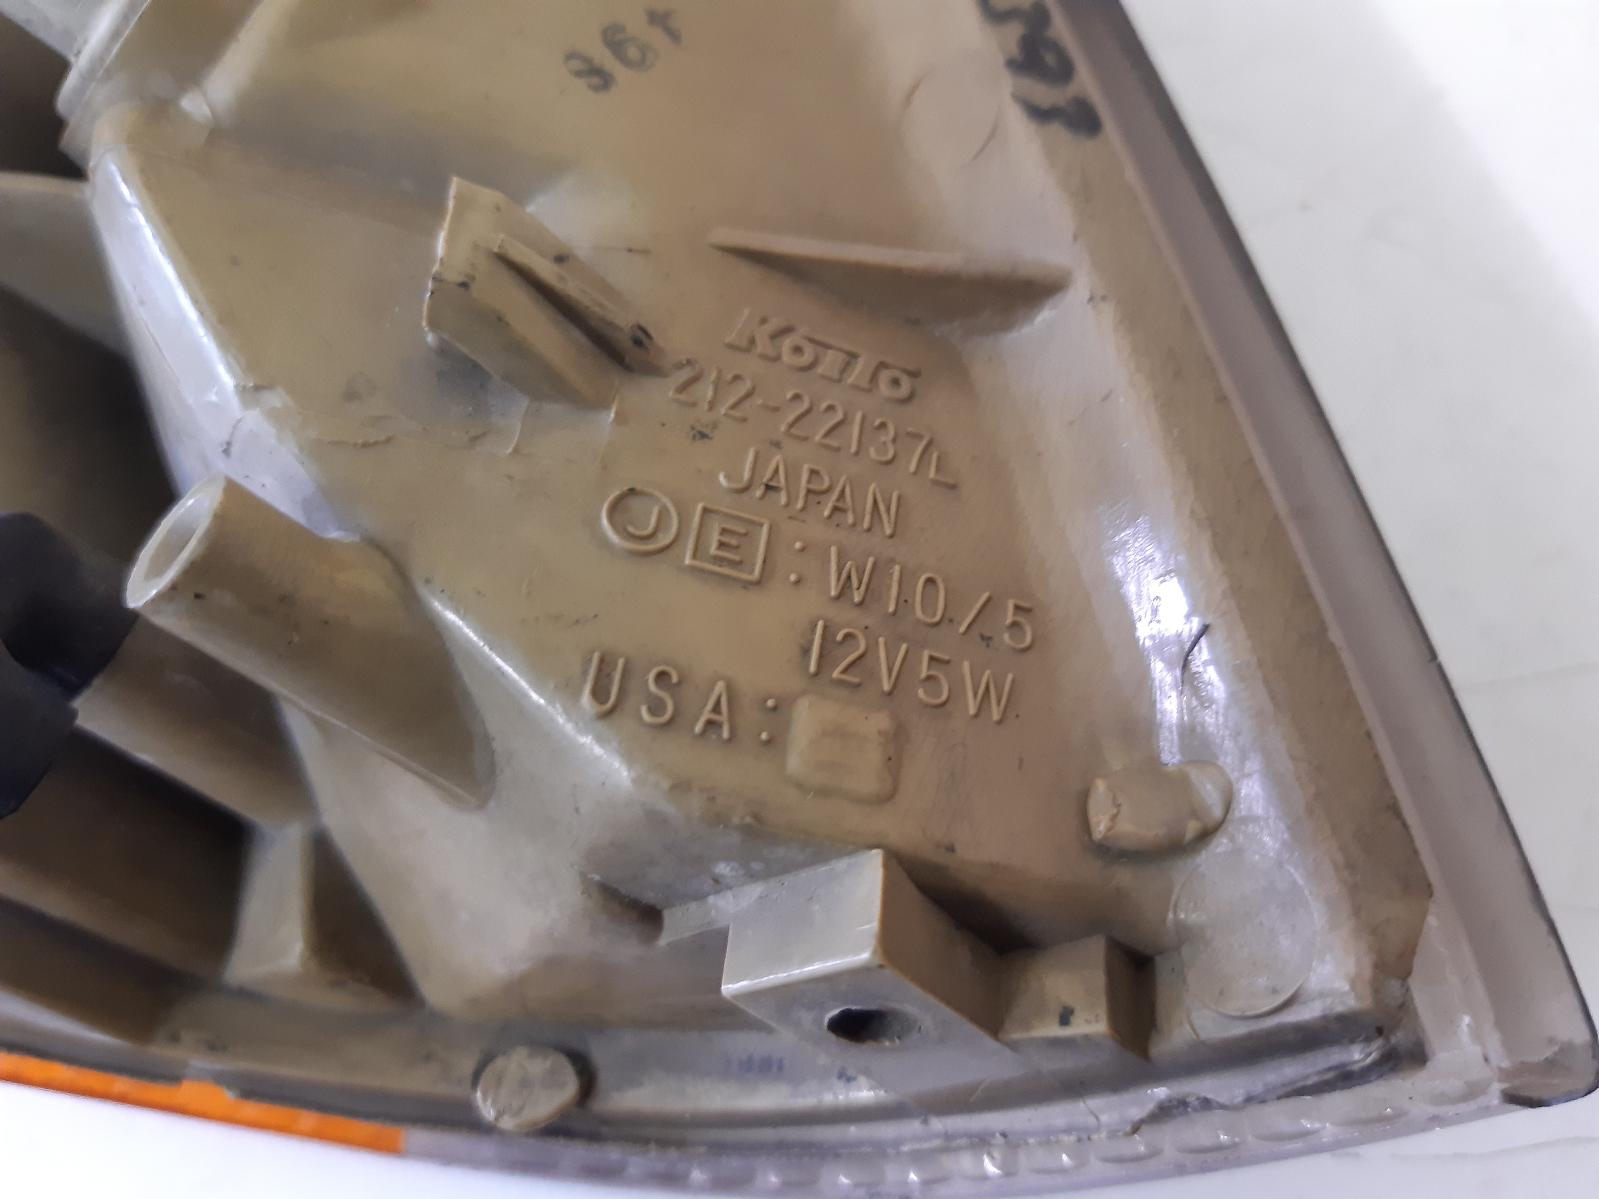 KOITO
212-22137L
JAPAN
J E : W10/5
12V5W
USA :